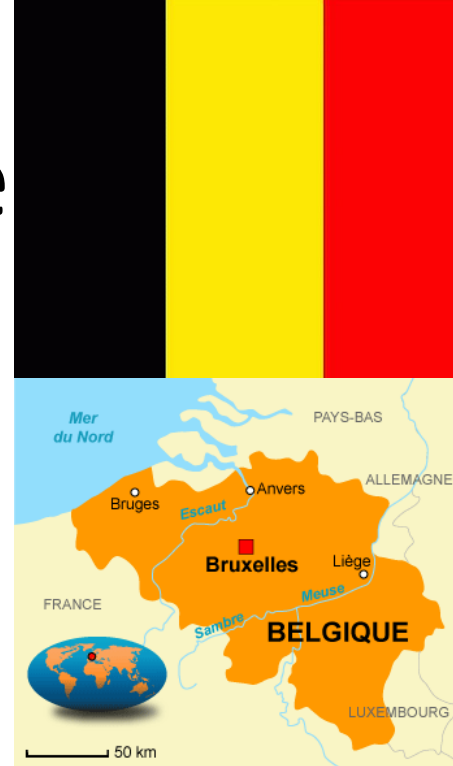 e
Mer
du Nord
PAYS-BAS
ALLEMAGNE
Anvers
Bruges
Escaut
Bruxelles
Liège
Meuse
FRANCE
Sambre
BELGIQUE
LUXEMBOURG
50 km